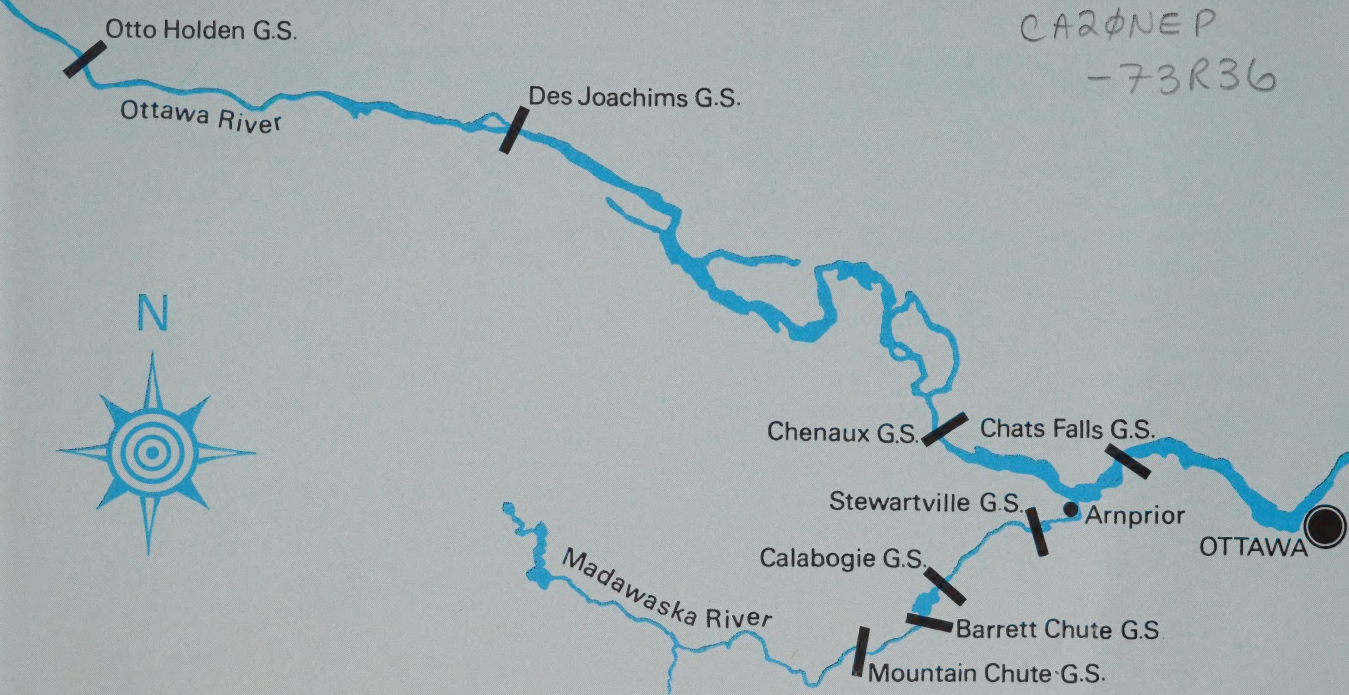 Otto Holden G.S.
CA2ØNEP
-73R36
Ottawa River
Des Joachims G.S.
N
Chenaux G.S.
Chats Falls G.S.
Stewartville G.S.
Arnprior
OTTAWA
Calabogie G.S.
Madawaska River
Barrett Chute G.S
Mountain Chute G.S.